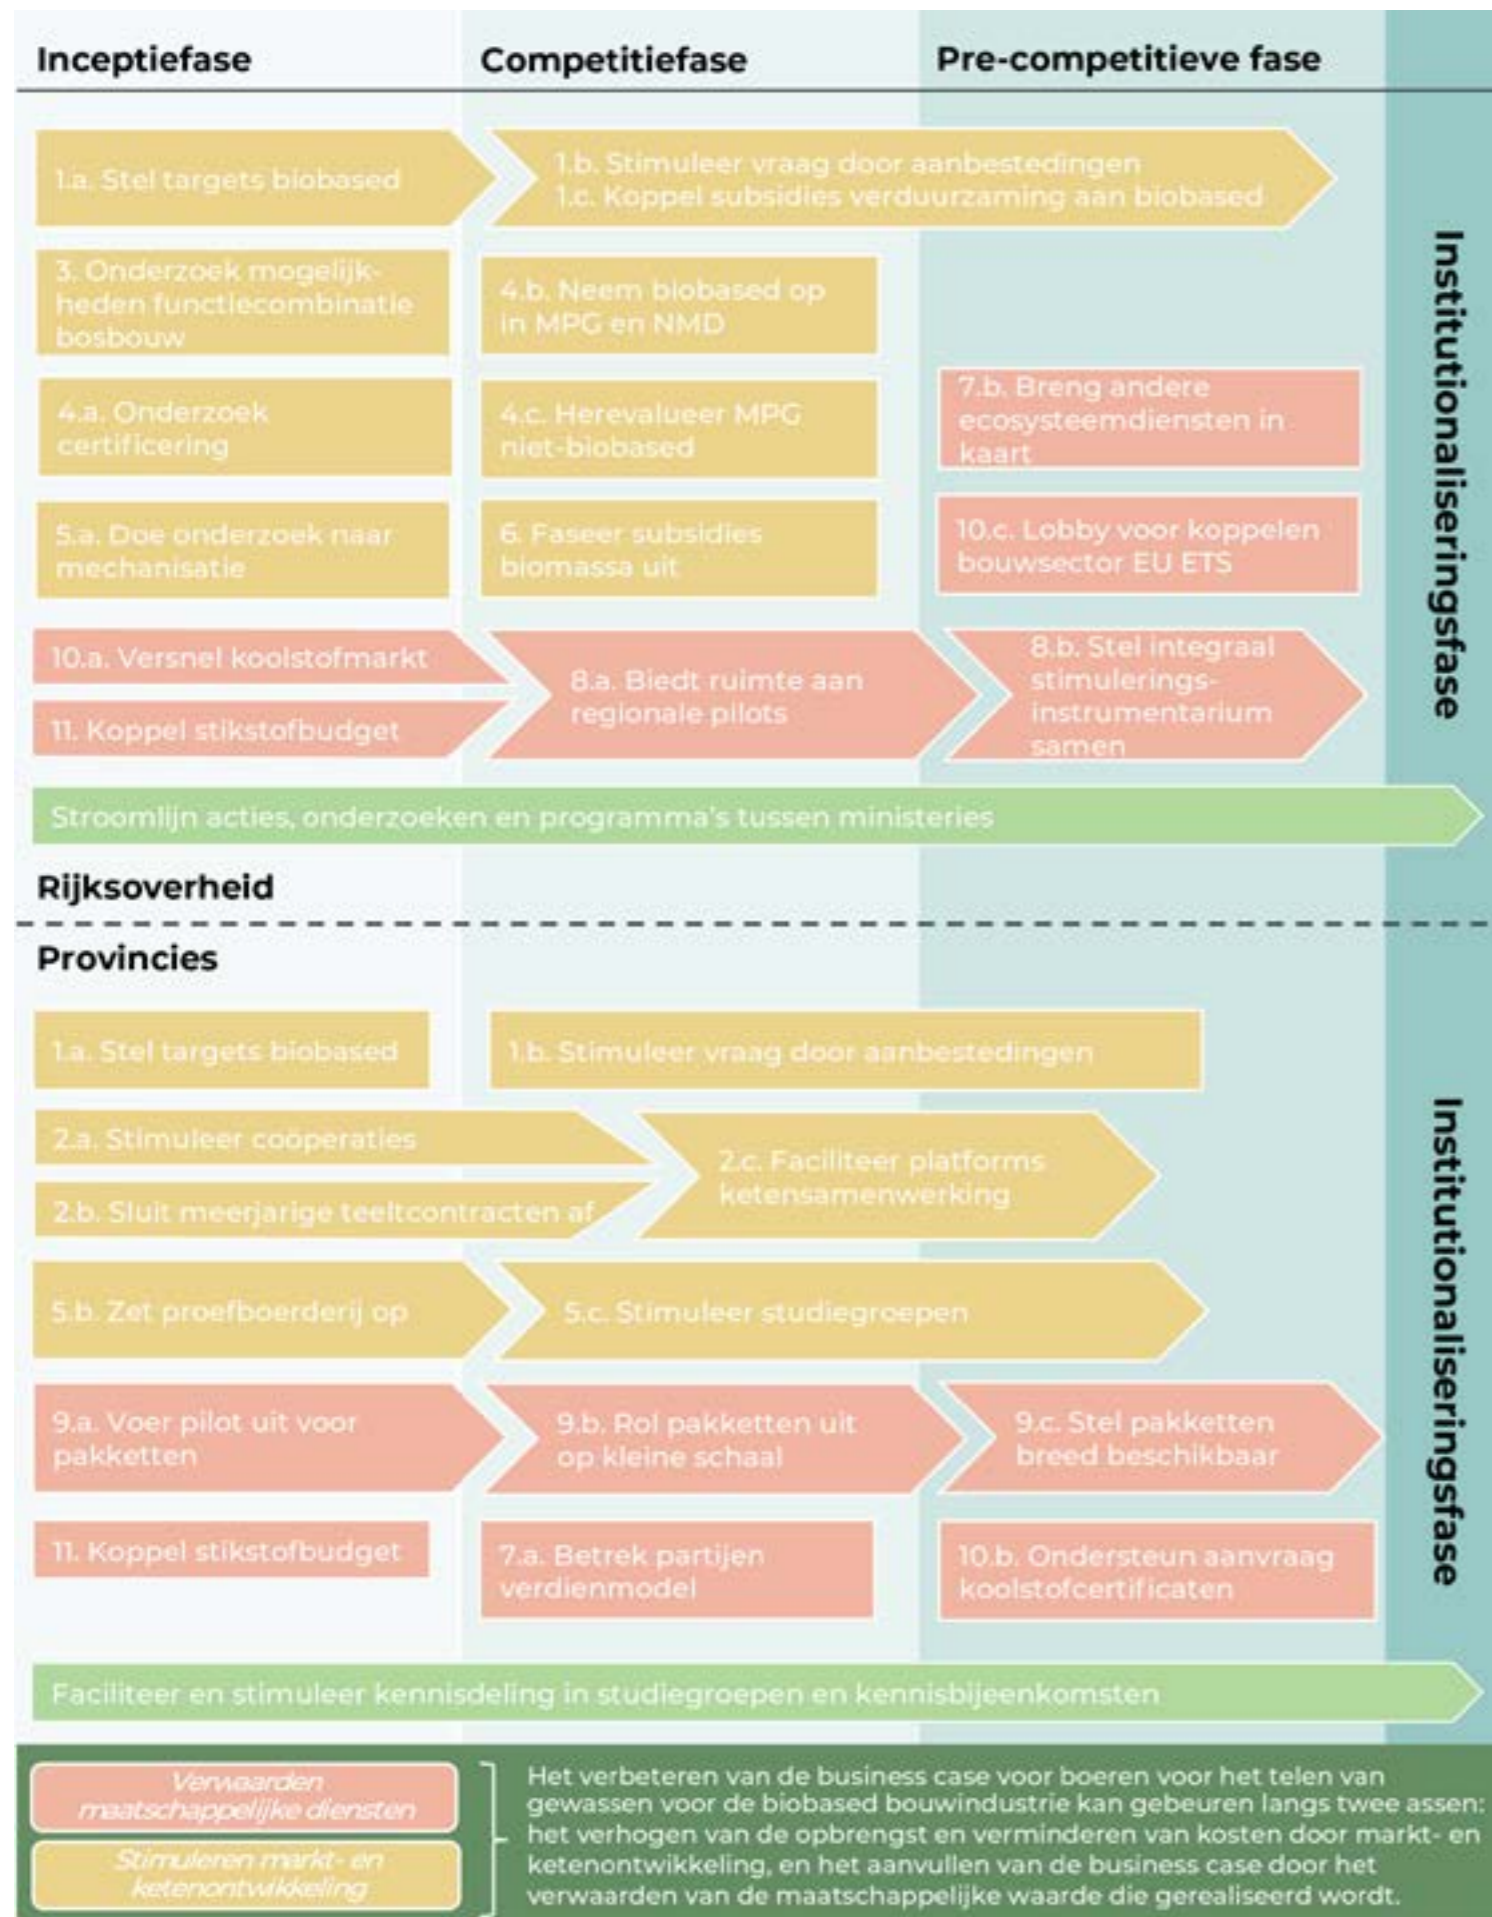 Inceptiefase
Competitiefase
Pre-competitieve fase
1.a. Stel targets biobased
1.b. Stimuleer vraag door aanbestedingen
1.c. Koppel subsidies verduurzaming aan biobased
3. Onderzoek mogelijk-
heden functiecombinatie
bosbouw
4.b. Neem biobased op
in MPG en NMD
4.a. Onderzoek
certificering
4.c. Herevalueer MPG
niet-biobased
7.b. Breng andere
ecosysteemdiensten in
kaart
5.a. Doe onderzoek naar
mechanisatie
6. Faseer subsidies
biomassa uit
10.c. Lobby voor koppelen
bouwsector EU ETS
10.a. Versnel koolstofmarkt
11. Koppel stikstofbudget
8.a. Biedt ruimte aan
regionale pilots
8.b. Stel integraal
stimulerings-
instrumentarium
samen
Institutionaliseringsfase
Stroomlijn acties, onderzoeken en programma's tussen ministeries
Rijksoverheid
Provincies
1.a. Stel targets biobased
1.b. Stimuleer vraag door aanbestedingen
2.a. Stimuleer coöperaties
2.b. Sluit meerjarige teeltcontracten af
2.c. Faciliteer platforms
ketensamenwerking
5.b. Zet proefboerderij op
5.c. Stimuleer studiegroepen
9.a. Voer pilot uit voor
pakketten
9.b. Rol pakketten uit
op kleine schaal
9.c. Stel pakketten
breed beschikbaar
11. Koppel stikstofbudget
7.a. Betrek partijen
verdienmodel
10.b. Ondersteun aanvraag
koolstofcertificaten
Institutionaliseringsfase
Faciliteer en stimuleer kennisdeling in studiegroepen en kennisbijeenkomsten
Verwaarden
maatschappelijke diensten
Stimuleren markt- en
ketenontwikkeling
Het verbeteren van de business case voor boeren voor het telen van
gewassen voor de biobased bouwindustrie kan gebeuren langs twee assen:
het verhogen van de opbrengst en verminderen van kosten door markt- en
ketenontwikkeling, en het aanvullen van de business case door het
verwaarden van de maatschappelijke waarde die gerealiseerd wordt.